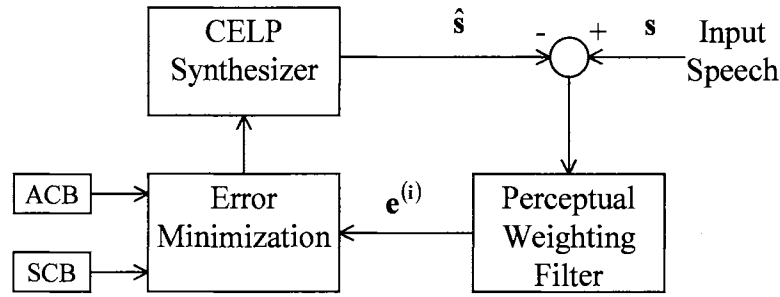 CELP
Synthesizer
ŝ
- +
s
Input
Speech
ACB
SCB
Error
Minimization
e(i)
Perceptual
Weighting
Filter